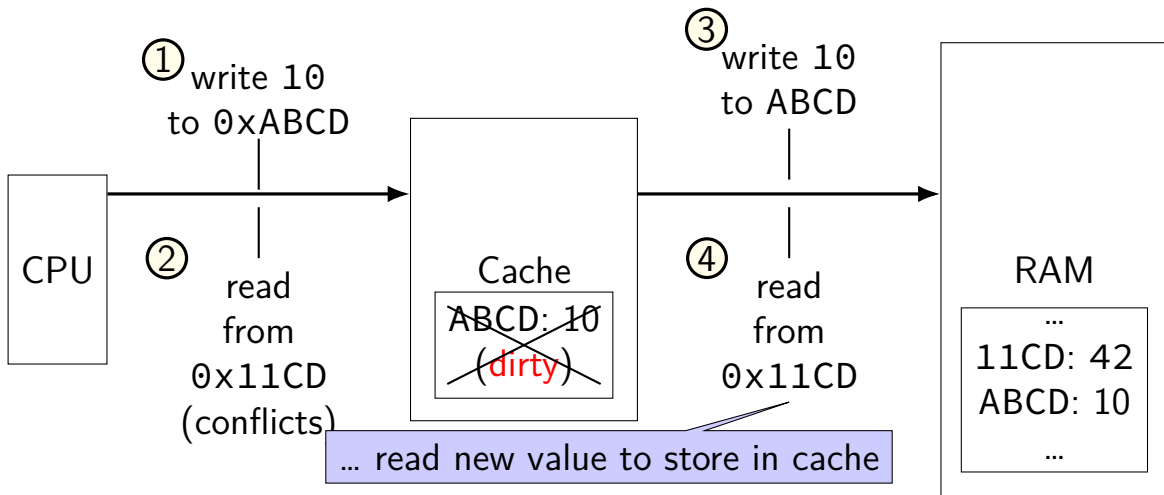 1
write 10
to 0xABCD
2
read
from
0x11CD
(conflicts)
CPU
Cache
ABCD: 10
(dirty)
3
write 10
to ABCD
4
read
from
0x11CD
... read new value to store in cache
RAM
...
11CD: 42
ABCD: 10
...